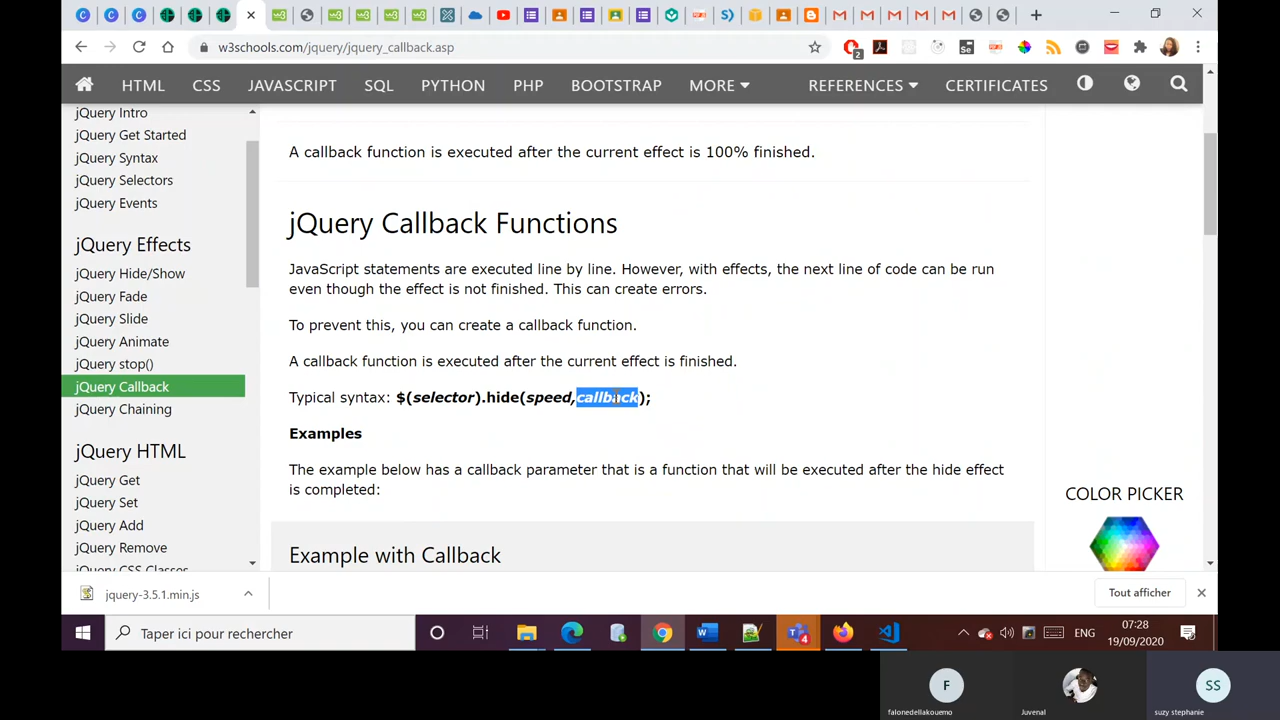 w3schools.com/jquery/jquery_callback.asp
2
HTML CSS JAVASCRIPT SQL PYTHON PHP BOOTSTRAP MORE REFERENCES CERTIFICATES
jQuery Intro
jQuery Get Started
jQuery Syntax
jQuery Selectors
jQuery Events
jQuery Effects
jQuery Hide/Show
jQuery Fade
jQuery Slide
jQuery Animate
jQuery stop()
jQuery Callback
jQuery Chaining
jQuery HTML
jQuery Get
jQuery Set
jQuery Add
jQuery Remove
jQuery CSS Classes
A callback function is executed after the current effect is 100% finished.
jQuery Callback Functions
JavaScript statements are executed line by line. However, with effects, the next line of code can be run
even though the effect is not finished. This can create errors.
To prevent this, you can create a callback function.
A callback function is executed after the current effect is finished.
Typical syntax: $(selector).hide(speed,callback);
Examples
The example below has a callback parameter that is a function that will be executed after the hide effect
is completed:
Example with Callback
COLOR PICKER
jquery-3.5.1.min.js
Tout afficher
Taper ici pour rechercher
4
ENG
07:28
19/09/2020
F
SS
falonedellakouemo
Juvenal
suzy stephanie